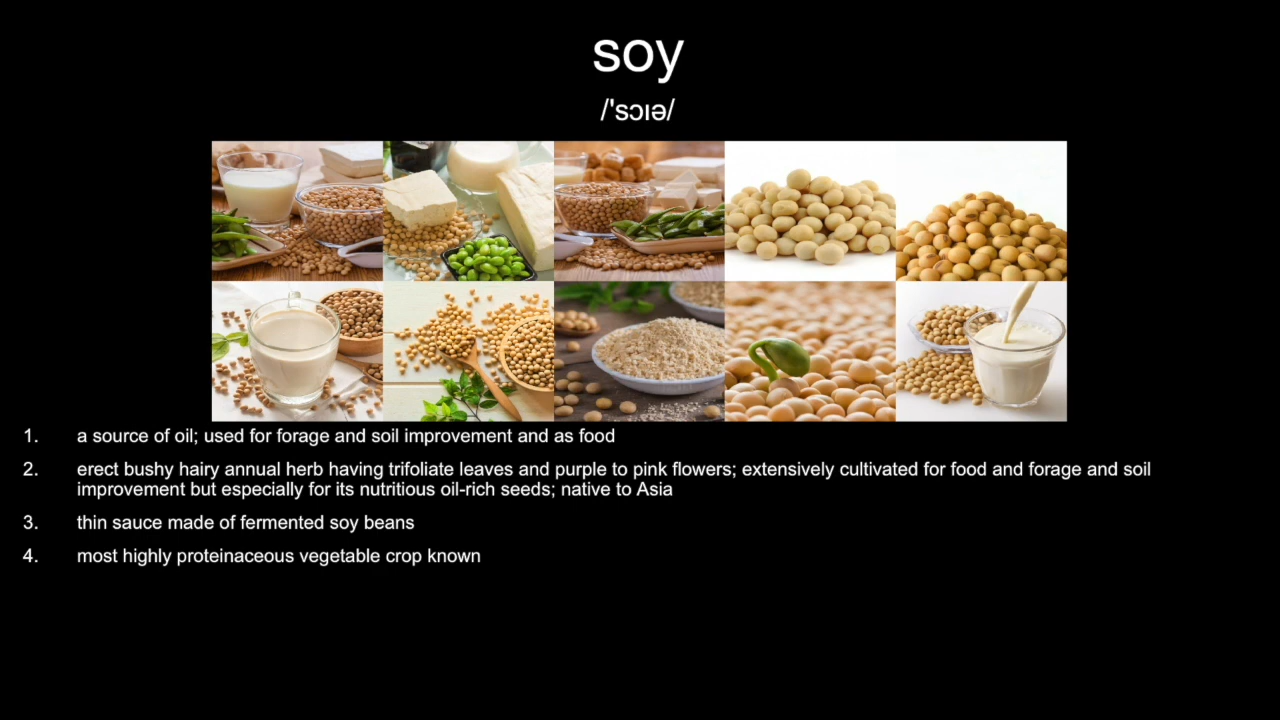 soy
/'sɔɪə/
1. a source of oil; used for forage and soil improvement and as food
2. erect bushy hairy annual herb having trifoliate leaves and purple to pink flowers; extensively cultivated for food and forage and soil
improvement but especially for its nutritious oil-rich seeds; native to Asia
3. thin sauce made of fermented soy beans
4. most highly proteinaceous vegetable crop known